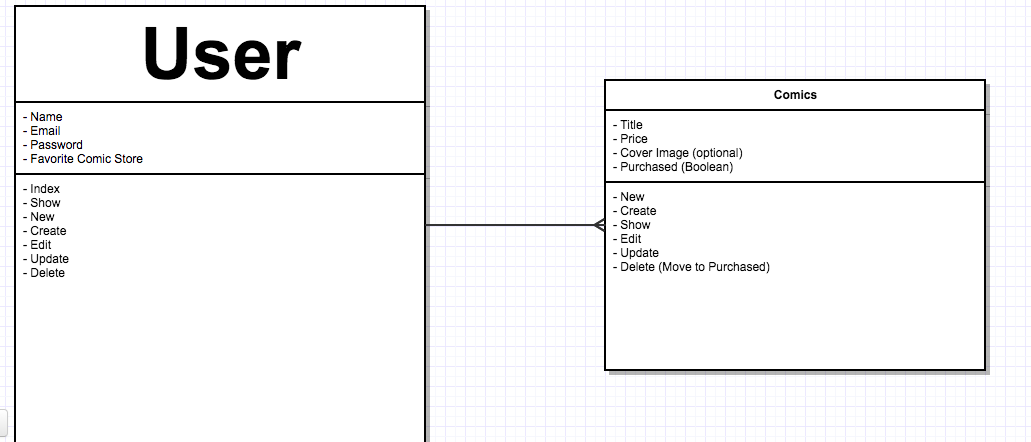 User
- Name
- Email
- Password
- Favorite Comic Store
- Index
- Show
- New
- Create
- Edit
- Update
- Delete
Comics
- Title
- Price
- Cover Image (optional)
- Purchased (Boolean)
- New
- Create
- Show
- Edit
- Update
- Delete (Move to Purchased)